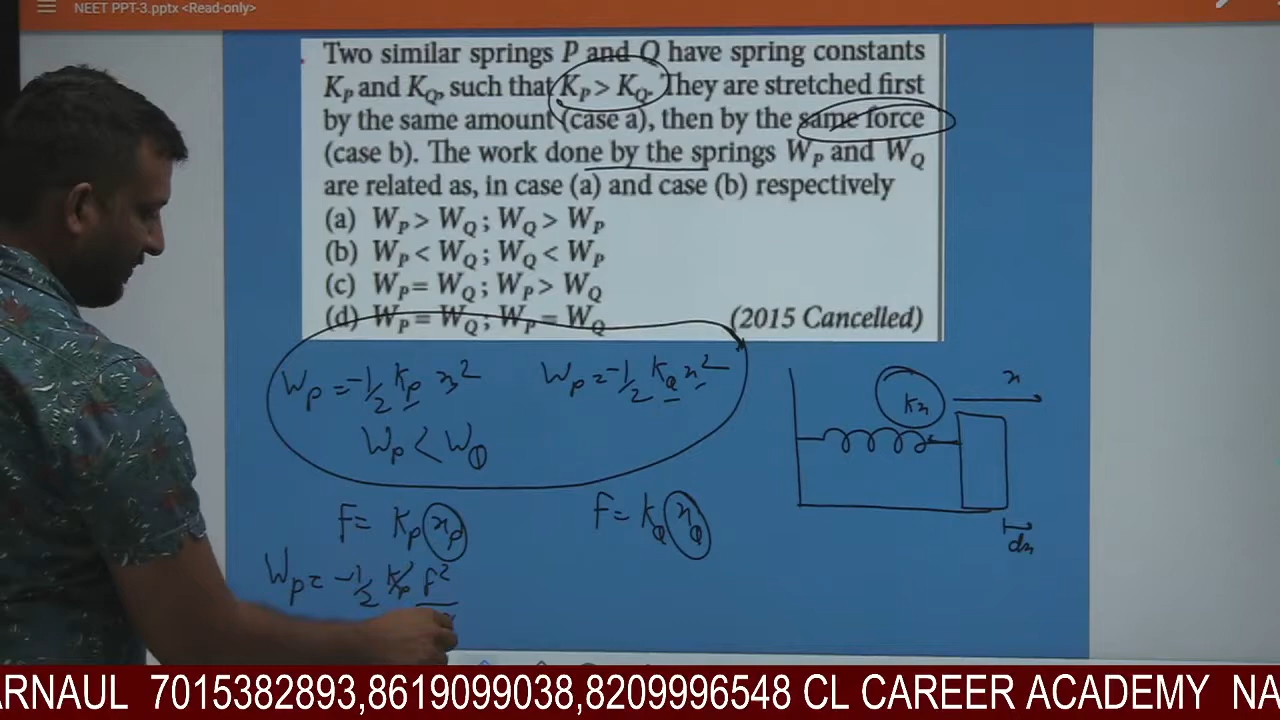 NEET PPT-3.pptx <Read-only>
Two similar springs P and Q have spring constants
K_P and K_Q, such that K_P > K_Q. They are stretched first
by the same amount (case a), then by the same force
(case b). The work done by the springs W_P and W_Q
are related as, in case (a) and case (b) respectively
(a) W_P > W_Q ; W_Q > W_P
(b) W_P < W_Q ; W_Q < W_P
(c) W_P = W_Q ; W_P > W_Q
(d) W_P = W_Q ; W_P = W_Q (2015 Cancelled)
W_P = -1/2 K_P x^2 W_P = -1/2 K_Q x^2
W_P < W_Q
x
Kx
F = K_P x_P F = K_Q x_Q
dx
W_P = -1/2 K_P F^2
ARNAUL 7015382893,8619099038,8209996548 CL CAREER ACADEMY NA